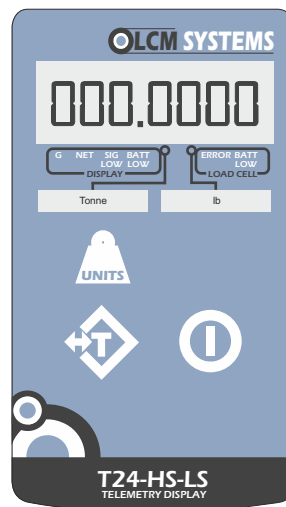 LCM SYSTEMS
000.0000
G NET SIG LOW BATT LOW
DISPLAY
ERROR BATT LOW
LOAD CELL
Tonne
lb
UNITS
T
T24-HS-LS
TELEMETRY DISPLAY